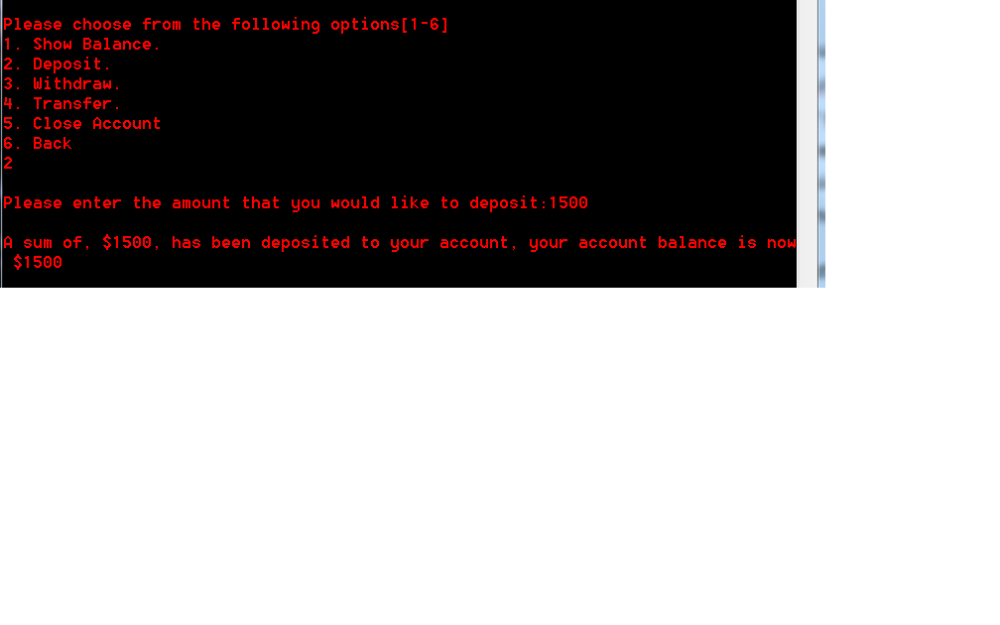 Please choose from the following options[1-6]
1. Show Balance.
2. Deposit.
3. Withdraw.
4. Transfer.
5. Close Account
6. Back
2
Please enter the amount that you would like to deposit:1500
A sum of, $1500, has been deposited to your account, your account balance is now
$1500